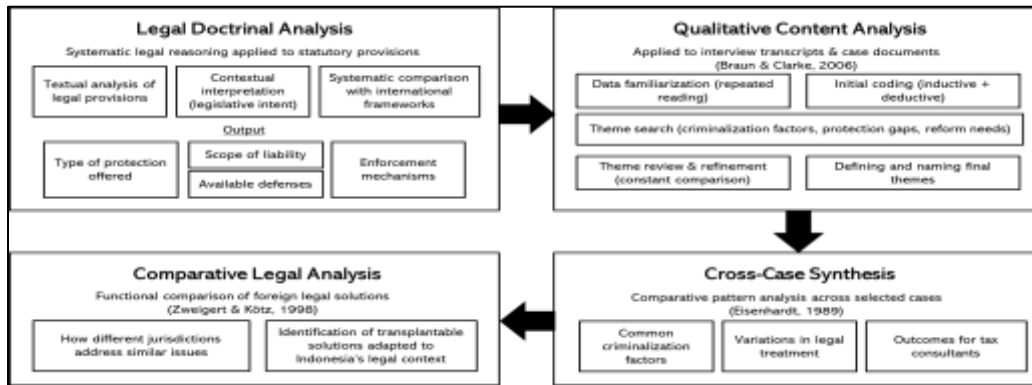 Legal Doctrinal Analysis
Systematic legal reasoning applied to statutory provisions
Textual analysis of
legal provisions
Contextual
interpretation
(legislative intent)
Systematic comparison
with international
frameworks
Output
Type of protection
offered
Scope of liability
Available defenses
Enforcement
mechanisms
Qualitative Content Analysis
Applied to interview transcripts & case documents
(Braun & Clarke, 2006)
Data familiarization (repeated
reading)
Initial coding (inductive +
deductive)
Theme search (criminalization factors, protection gaps, reform needs)
Theme review & refinement
(constant comparison)
Defining and naming final
themes
Cross-Case Synthesis
Comparative pattern analysis across selected cases
(Eisenhardt, 1989)
Common
criminalization
factors
Variations in legal
treatment
Outcomes for tax
consultants
Comparative Legal Analysis
Functional comparison of foreign legal solutions
(Zweigert & Kötz, 1998)
How different jurisdictions
address similar issues
Identification of transplantable
solutions adapted to
Indonesia's legal context